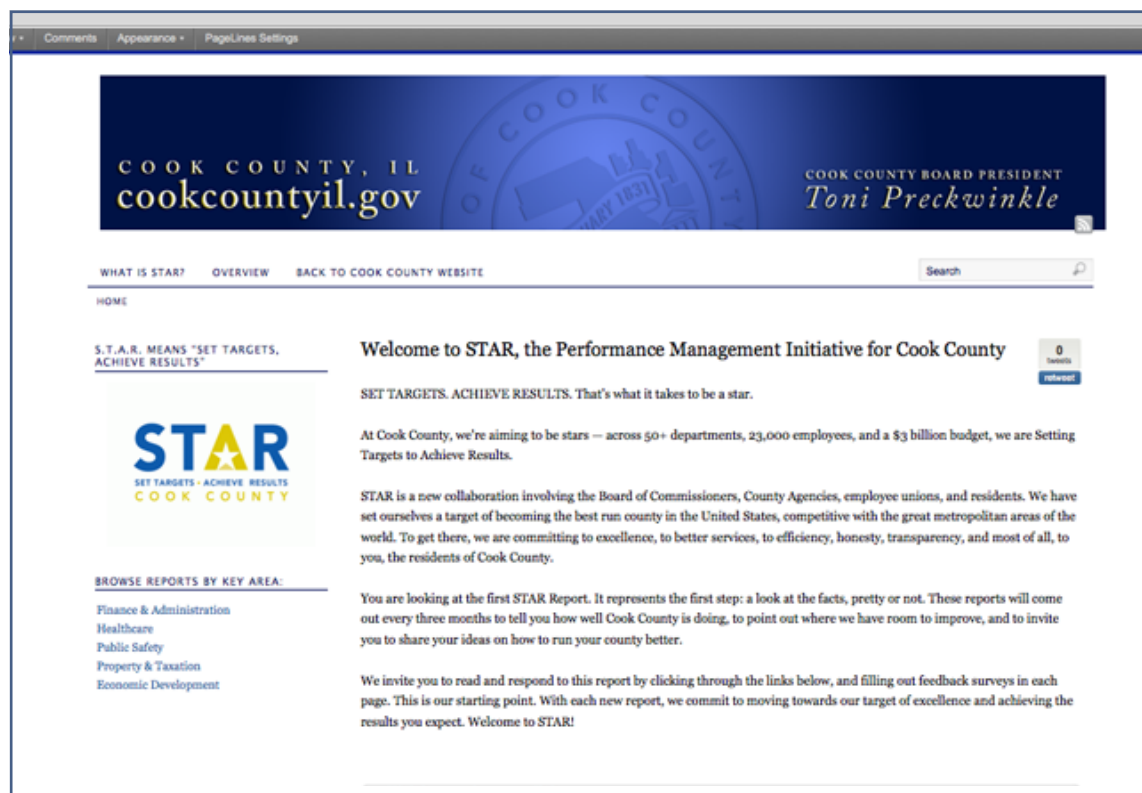 Comments Appearance PageLines Settings
OF COOK COUNTY
COOK COUNTY, IL
cookcountyil.gov
1831
COOK COUNTY BOARD PRESIDENT
Toni Preckwinkle
WHAT IS STAR? OVERVIEW BACK TO COOK COUNTY WEBSITE
Search
HOME
S.T.A.R. MEANS "SET TARGETS,
ACHIEVE RESULTS"
STAR
SET TARGETS · ACHIEVE RESULTS
COOK COUNTY
BROWSE REPORTS BY KEY AREA:
Finance & Administration
Healthcare
Public Safety
Property & Taxation
Economic Development
Welcome to STAR, the Performance Management Initiative for Cook County
0
tweets
retweet
SET TARGETS. ACHIEVE RESULTS. That's what it takes to be a star.
At Cook County, we're aiming to be stars — across 50+ departments, 23,000 employees, and a $3 billion budget, we are Setting
Targets to Achieve Results.
STAR is a new collaboration involving the Board of Commissioners, County Agencies, employee unions, and residents. We have
set ourselves a target of becoming the best run county in the United States, competitive with the great metropolitan areas of the
world. To get there, we are committing to excellence, to better services, to efficiency, honesty, transparency, and most of all, to
you, the residents of Cook County.
You are looking at the first STAR Report. It represents the first step: a look at the facts, pretty or not. These reports will come
out every three months to tell you how well Cook County is doing, to point out where we have room to improve, and to invite
you to share your ideas on how to run your county better.
We invite you to read and respond to this report by clicking through the links below, and filling out feedback surveys in each
page. This is our starting point. With each new report, we commit to moving towards our target of excellence and achieving the
results you expect. Welcome to STAR!